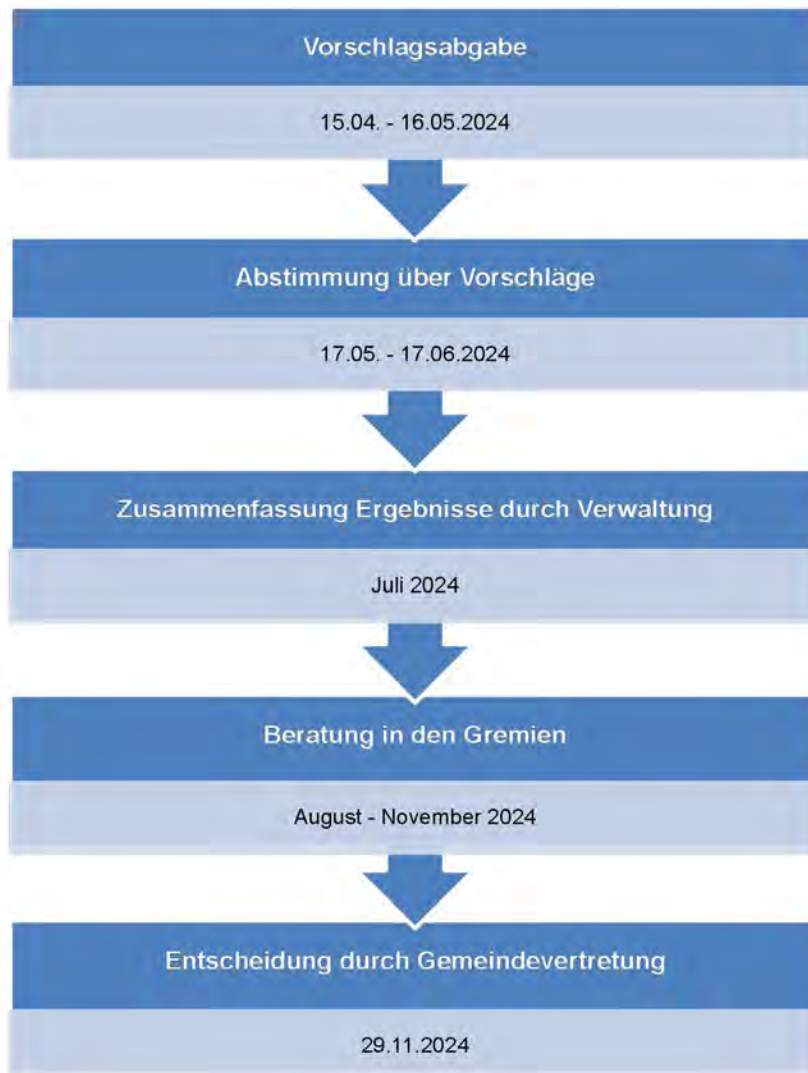 Vorschlagsabgabe
15.04. - 16.05.2024
Abstimmung über Vorschläge
17.05. - 17.06.2024
Zusammenfassung Ergebnisse durch Verwaltung
Juli 2024
Beratung in den Gremien
August - November 2024
Entscheidung durch Gemeindevertretung
29.11.2024